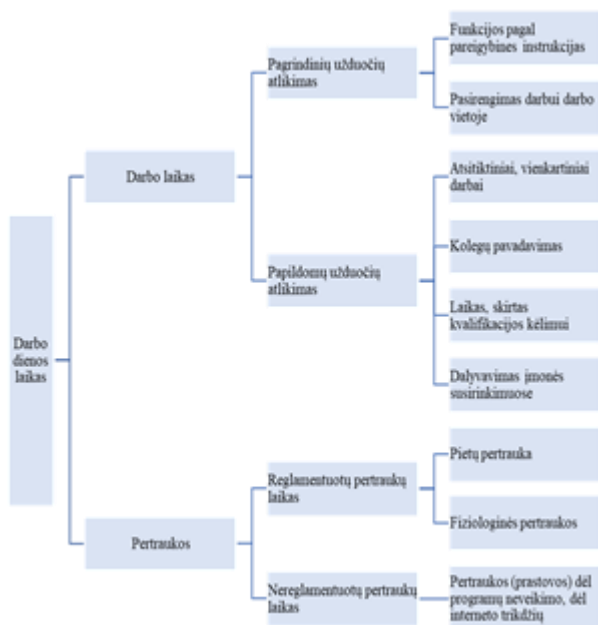 Darbo
dienos
laikas
Darbo laikas
Pagrindinių užduočių
atlikimas
Funkcijos pagal
pareigybines instrukcijas
Pasirengimas darbui darbo
vietoje
Papildomų užduočių
atlikimas
Atsitiktiniai, vienkartiniai
darbai
Kolegų pavadavimas
Laikas, skirtas
kvalifikacijos kėlimui
Dalyvavimas įmonės
susirinkimuose
Pertraukos
Reglamentuotų pertraukų
laikas
Pietų pertrauka
Fiziologinės pertraukos
Nereglamentuotų pertraukų
laikas
Pertraukos (prastovos) dėl
programų neveikimo, dėl
interneto trikdžių